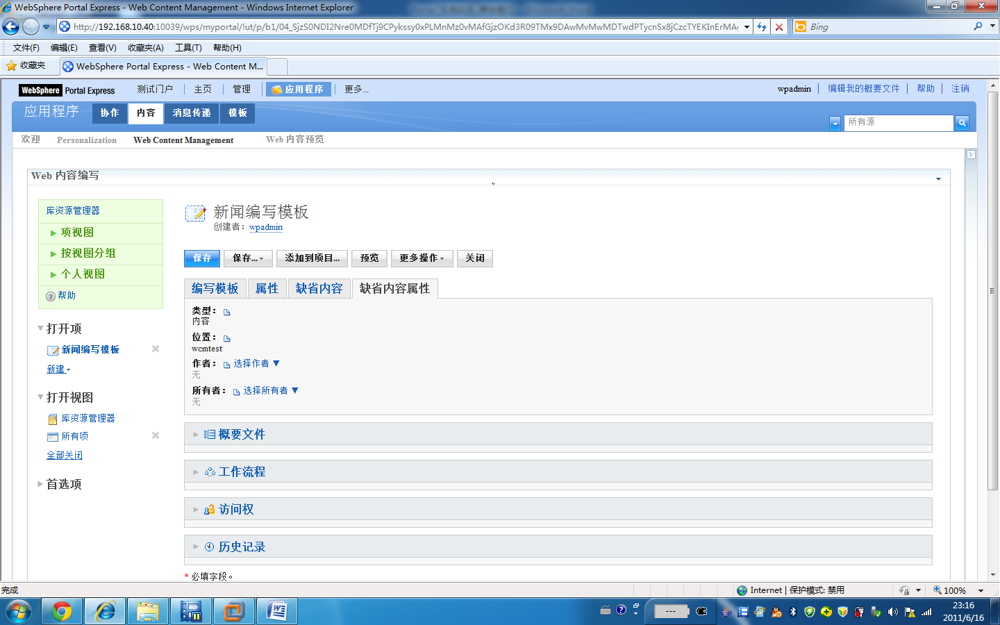 WebSphere Portal Express - Web Content Management - Windows Internet Explorer
http://192.168.10.40:10039/wps/myportal/!ut/p/b1/04_SjzS0NDI2Nre0MDfTj9CPykssy0xPLMnMz0vMAfGjzOKd3R09TMx9DAwMvMwMDTwdPTycnSx8jCzcTYEKInErMA
Bing
文件(F) 编辑(E) 查看(V) 收藏夹(A) 工具(T) 帮助(H)
收藏夹 WebSphere Portal Express - Web Content M...
WebSphere Portal Express 测试门户 主页 管理 应用程序 更多... wpadmin 编辑我的概要文件 帮助 注销
应用程序 协作 内容 消息传递 模板 所有源
欢迎 Personalization Web Content Management Web 内容预览
Web 内容编写
库资源管理器
项视图
按视图分组
个人视图
帮助
打开项
新闻编写模板
新建
打开视图
库资源管理器
所有项
全部关闭
首选项
新闻编写模板
创建者： wpadmin
保存 保存... 添加到项目... 预览 更多操作 关闭
编写模板 属性 缺省内容 缺省内容属性
类型：
内容
位置：
wcmtest
作者： 选择作者
无
所有者： 选择所有者
无
概要文件
工作流程
访问权
历史记录
* 必填字段。
完成 Internet | 保护模式: 禁用 100%
---
23:16
2011/6/16